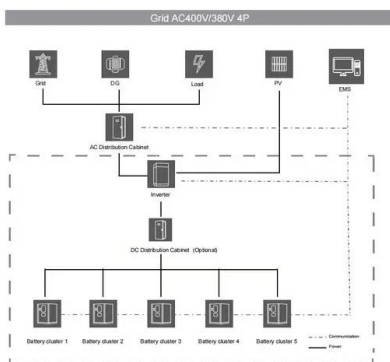 Grid AC400V/380V 4P
Grid
DG
Load
PV
EMS
AC Distribution Cabinet
Inverter
DC Distribution Cabinet (Optional)
Battery cluster 1
Battery cluster 2
Battery cluster 3
Battery cluster 4
Battery cluster 5
Communication
Power